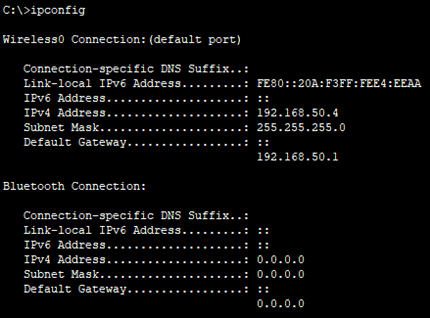 C:\>ipconfig
Wireless0 Connection:(default port)
Connection-specific DNS Suffix..:
Link-local IPv6 Address.........: FE80::20A:F3FF:FEE4:EEAA
IPv6 Address....................: ::
IPv4 Address....................: 192.168.50.4
Subnet Mask.....................: 255.255.255.0
Default Gateway.................: ::
192.168.50.1
Bluetooth Connection:
Connection-specific DNS Suffix..:
Link-local IPv6 Address.........: ::
IPv6 Address....................: ::
IPv4 Address....................: 0.0.0.0
Subnet Mask.....................: 0.0.0.0
Default Gateway.................: ::
0.0.0.0